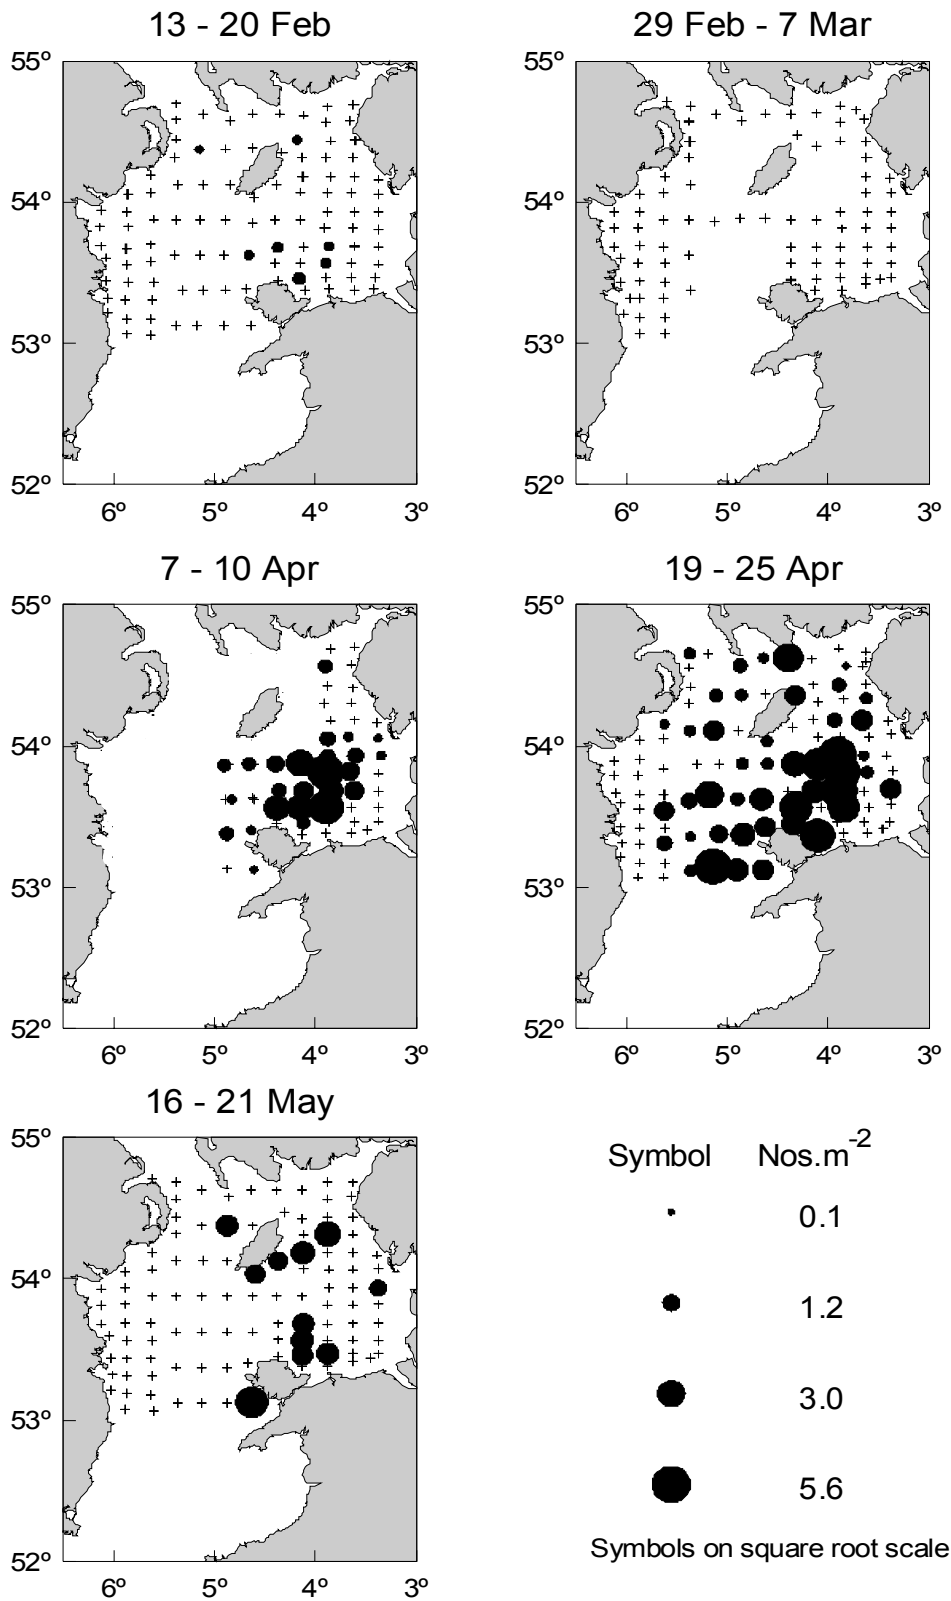 13 - 20 Feb
29 Feb - 7 Mar
55º
54º
53º
52º
6º 5º 4º 3º
55º
54º
53º
52º
6º 5º 4º 3º
7 - 10 Apr
19 - 25 Apr
55º
54º
53º
52º
6º 5º 4º 3º
55º
54º
53º
52º
6º 5º 4º 3º
16 - 21 May
55º
54º
53º
52º
6º 5º 4º 3º
Symbol Nos.m⁻²
0.1
1.2
3.0
5.6
Symbols on square root scale